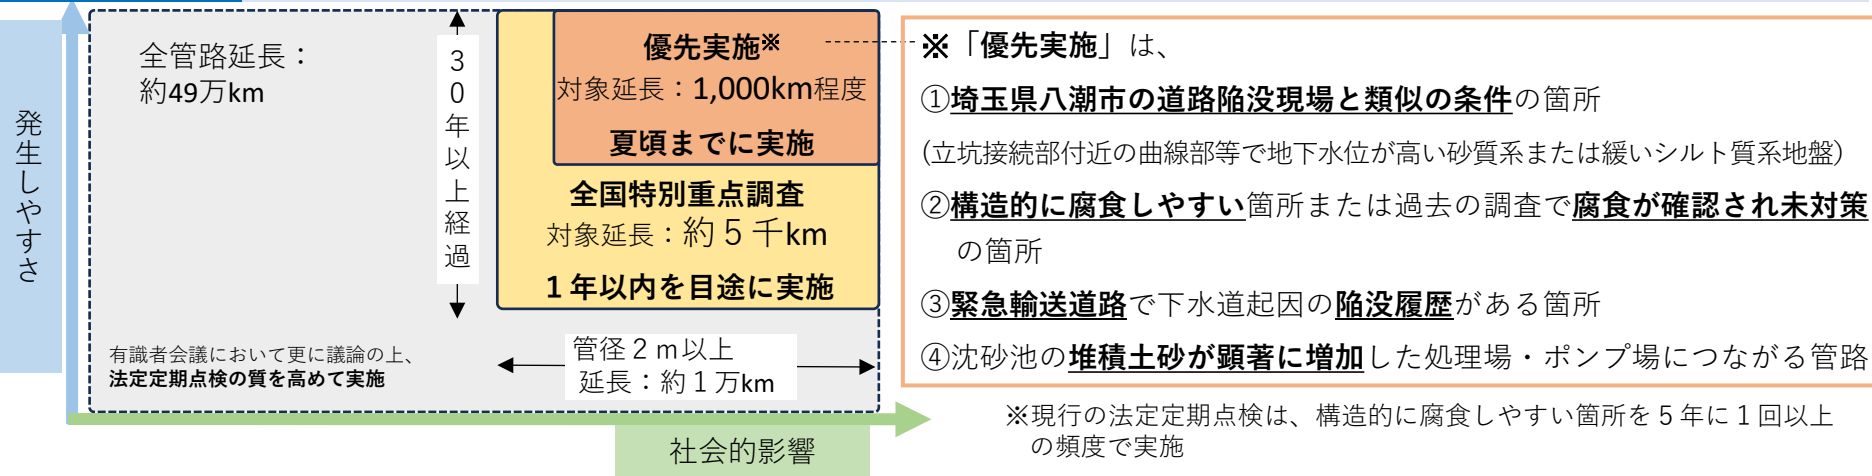 発生しやすさ
全管路延長：
約49万km
30年以上経過
優先実施※
対象延長：1,000km程度
夏頃までに実施
全国特別重点調査
対象延長：約５千km
１年以内を目途に実施
有識者会議において更に議論の上、
法定定期点検の質を高めて実施
管径２ｍ以上
延長：約１万km
社会的影響
※「優先実施」は、
①埼玉県八潮市の道路陥没現場と類似の条件の箇所
(立坑接続部付近の曲線部等で地下水位が高い砂質系または緩いシルト質系地盤)
②構造的に腐食しやすい箇所または過去の調査で腐食が確認され未対策
の箇所
③緊急輸送道路で下水道起因の陥没履歴がある箇所
④沈砂池の堆積土砂が顕著に増加した処理場・ポンプ場につながる管路
※現行の法定定期点検は、構造的に腐食しやすい箇所を５年に１回以上
の頻度で実施